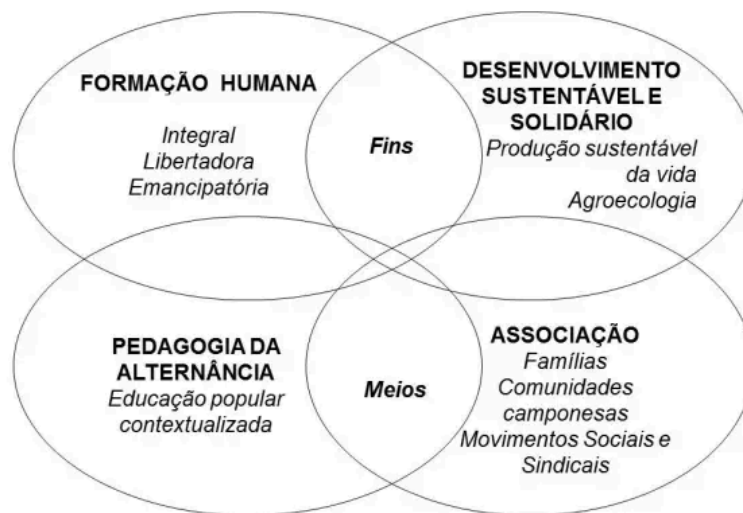 FORMAÇÃO HUMANA
Integral
Libertadora
Emancipatória
Fins
DESENVOLVIMENTO
SUSTENTÁVEL E
SOLIDÁRIO
Produção sustentável
da vida
Agroecologia
PEDAGOGIA DA
ALTERNÂNCIA
Educação popular
contextualizada
Meios
ASSOCIAÇÃO
Famílias
Comunidades
camponesas
Movimentos Sociais e
Sindicais